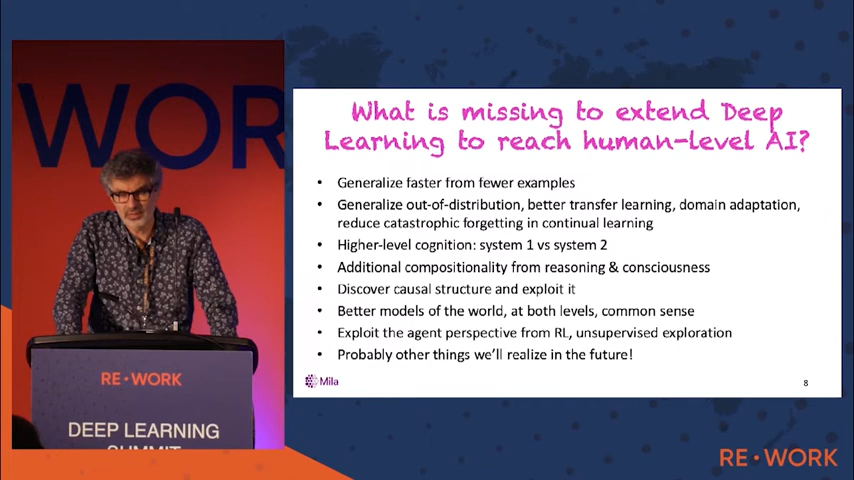 WOR
RE•WORK
DEEP LEARNING
SUMMIT
What is missing to extend Deep
Learning to reach human-level AI?
• Generalize faster from fewer examples
• Generalize out-of-distribution, better transfer learning, domain adaptation,
reduce catastrophic forgetting in continual learning
• Higher-level cognition: system 1 vs system 2
• Additional compositionality from reasoning & consciousness
• Discover causal structure and exploit it
• Better models of the world, at both levels, common sense
• Exploit the agent perspective from RL, unsupervised exploration
• Probably other things we'll realize in the future!
Mila
8
RE•WORK